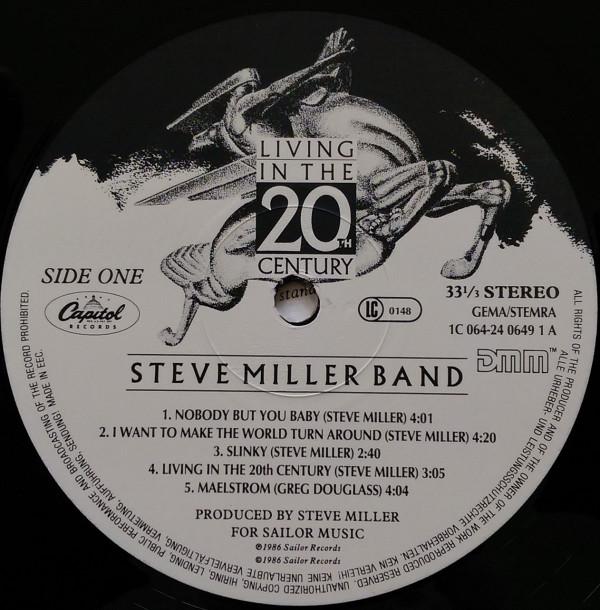 LIVING
IN THE
20TH
CENTURY
stand
SIDE ONE
Capitol
RECORDS
LC 0148
33⅓ STEREO
GEMA/STEMRA
1C 064-24 0649 1 A
DMM™
STEVE MILLER BAND
1. NOBODY BUT YOU BABY (STEVE MILLER) 4:01
2. I WANT TO MAKE THE WORLD TURN AROUND (STEVE MILLER) 4:20
3. SLINKY (STEVE MILLER) 2:40
4. LIVING IN THE 20th CENTURY (STEVE MILLER) 3:05
5. MAELSTROM (GREG DOUGLASS) 4:04
PRODUCED BY STEVE MILLER
FOR SAILOR MUSIC
℗1986 Sailor Records
©1986 Sailor Records
ALL RIGHTS OF THE PRODUCER AND OF THE OWNER OF THE WORK REPRODUCED RESERVED. UNAUTHORIZED COPYING, HIRING, LENDING, PUBLIC PERFORMANCE AND BROADCASTING OF THE RECORD PROHIBITED.
ALLE URHEBER- UND LEISTUNGSSCHUTZRECHTE VORBEHALTEN. KEIN VERLEIH! KEINE UNERLAUBTE VERVIELFÄLTIGUNG, VERMIETUNG, AUFFÜHRUNG, SENDUNG! MADE IN EEC.